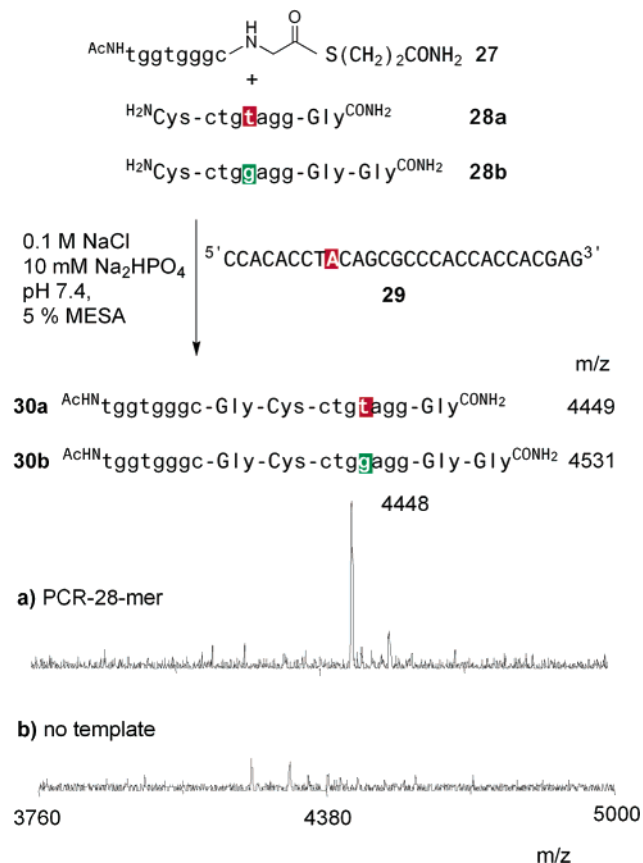 AcNHtggtgggc H N O S(CH2)2CONH2 27
+
H2NCys-ctgtagg-GlyCONH2 28a
H2NCys-ctggagg-Gly-GlyCONH2 28b
0.1 M NaCl
10 mM Na2HPO4
pH 7.4,
5 % MESA
5'CCACACCTACAGCGCCCACCACCACGAG3'
29
m/z
30a AcHNtggtgggc-Gly-Cys-ctgtagg-GlyCONH2 4449
30b AcHNtggtgggc-Gly-Cys-ctggagg-Gly-GlyCONH2 4531
4448
a) PCR-28-mer
b) no template
3760 4380 5000
m/z